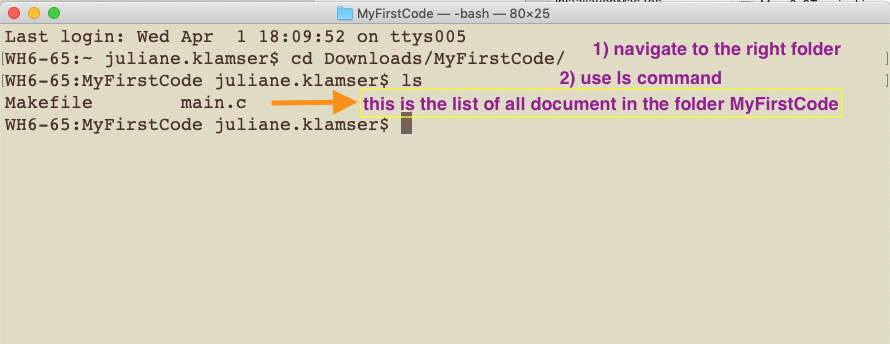 MyFirstCode — -bash — 80×25
Last login: Wed Apr  1 18:09:52 on ttys005
[WH6-65:~ juliane.klamser$ cd Downloads/MyFirstCode/ ]
1) navigate to the right folder
[WH6-65:MyFirstCode juliane.klamser$ ls ]
2) use ls command
Makefile main.c
this is the list of all document in the folder MyFirstCode
WH6-65:MyFirstCode juliane.klamser$